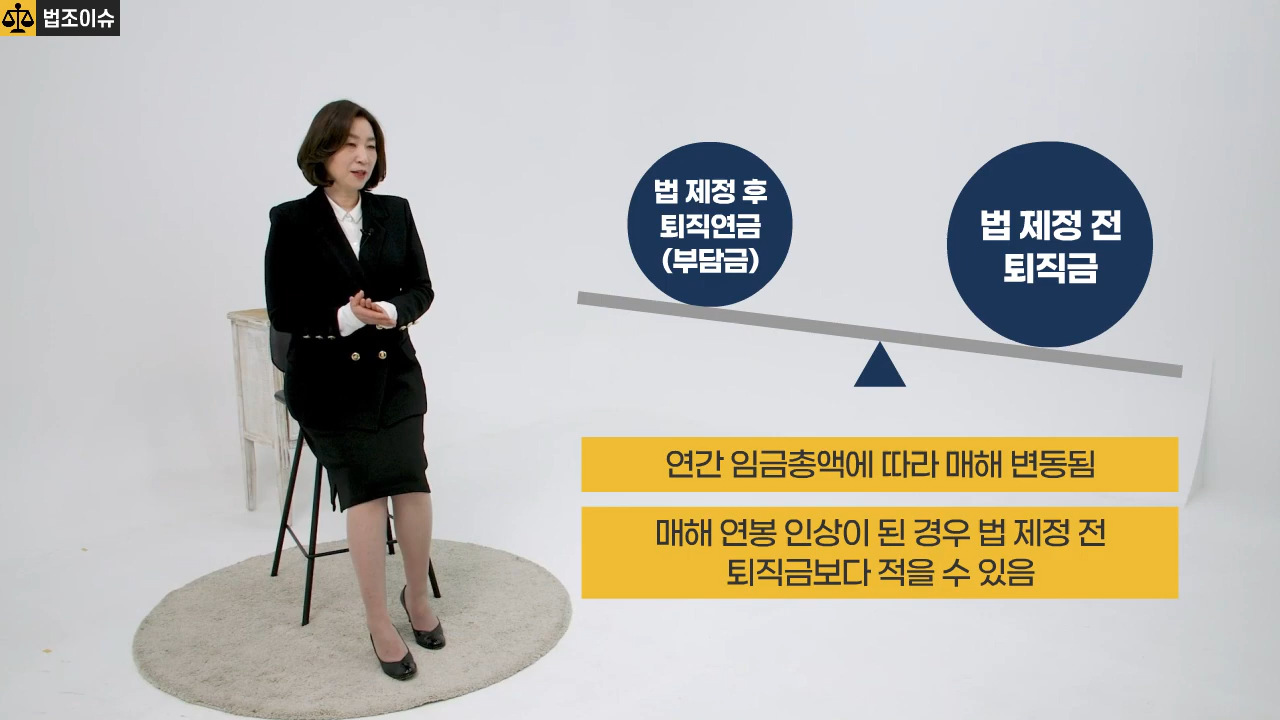 법조이슈
법 제정 후
퇴직연금
(부담금)
법 제정 전
퇴직금
연간 임금총액에 따라 매해 변동됨
매해 연봉 인상이 된 경우 법 제정 전
퇴직금보다 적을 수 있음